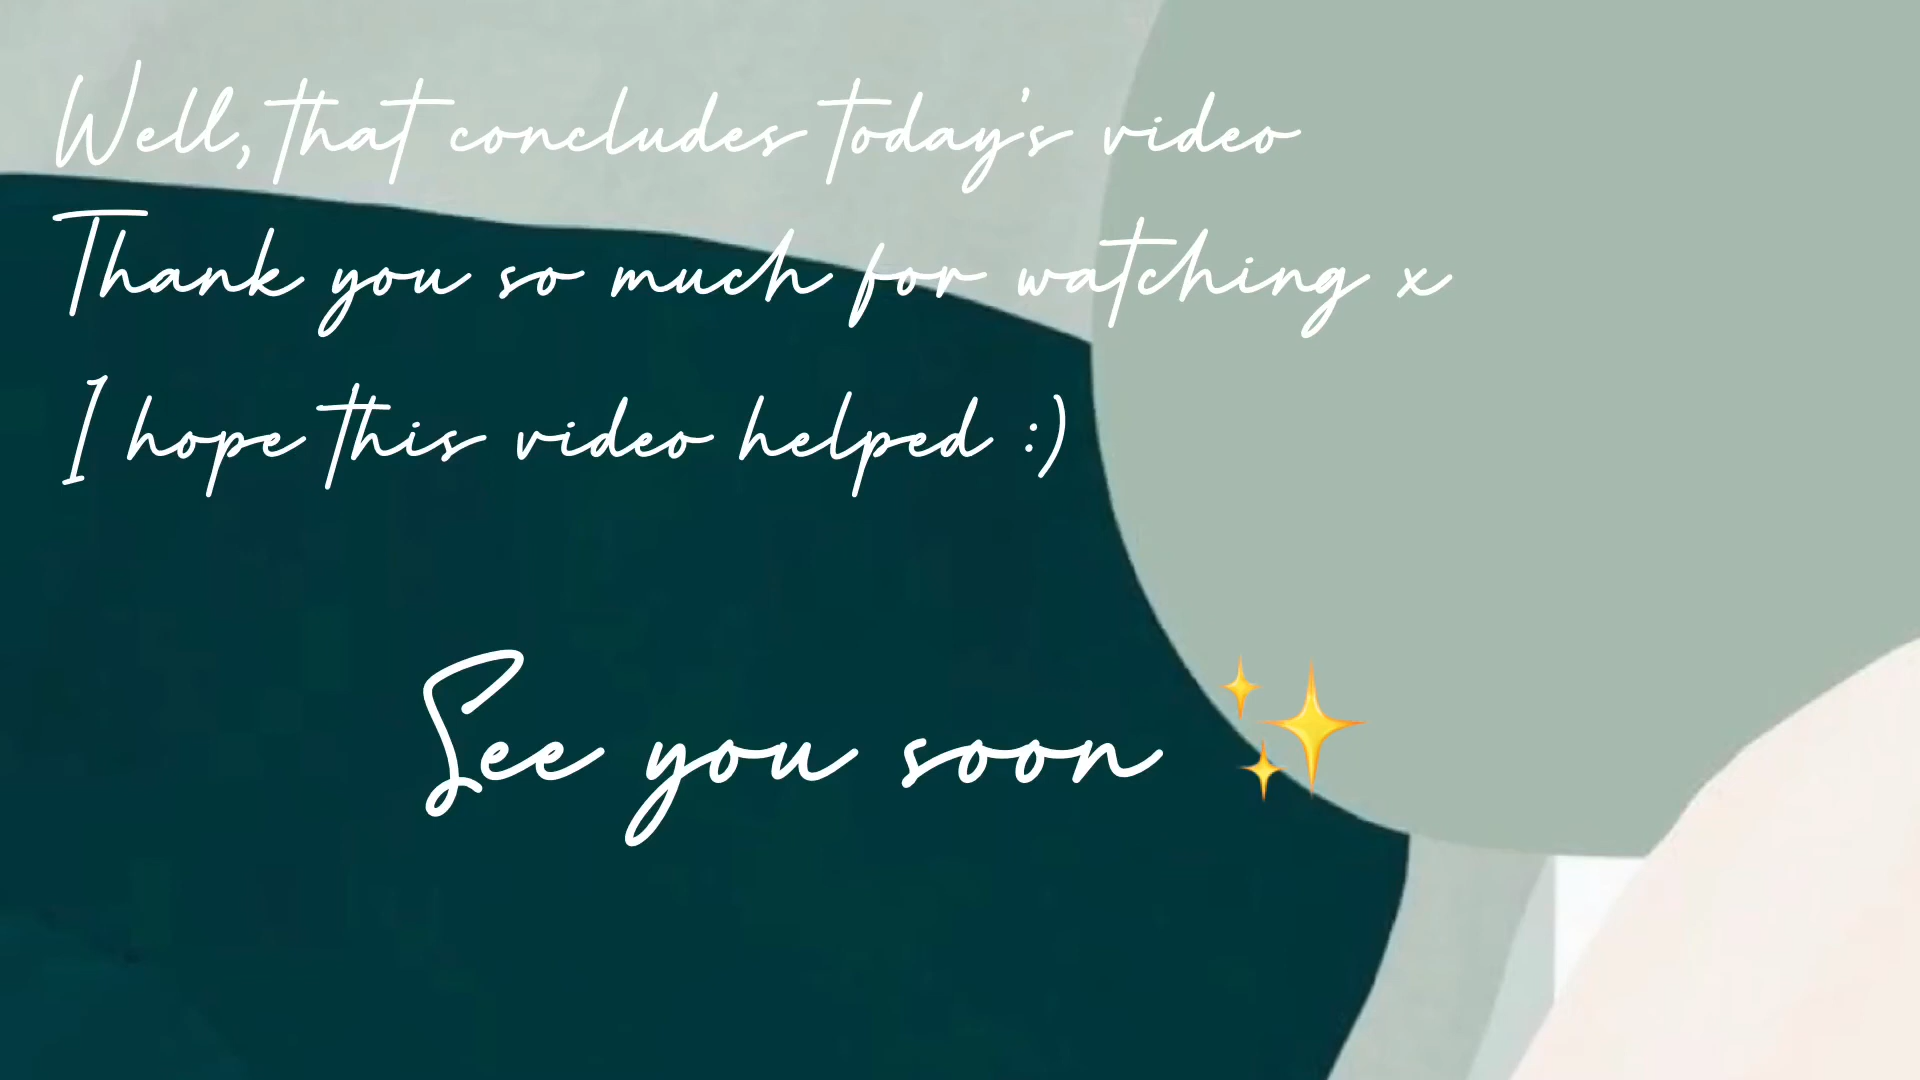 Well, that concludes today's video
Thank you so much for watching x
I hope this video helped :)
See you soon ✨